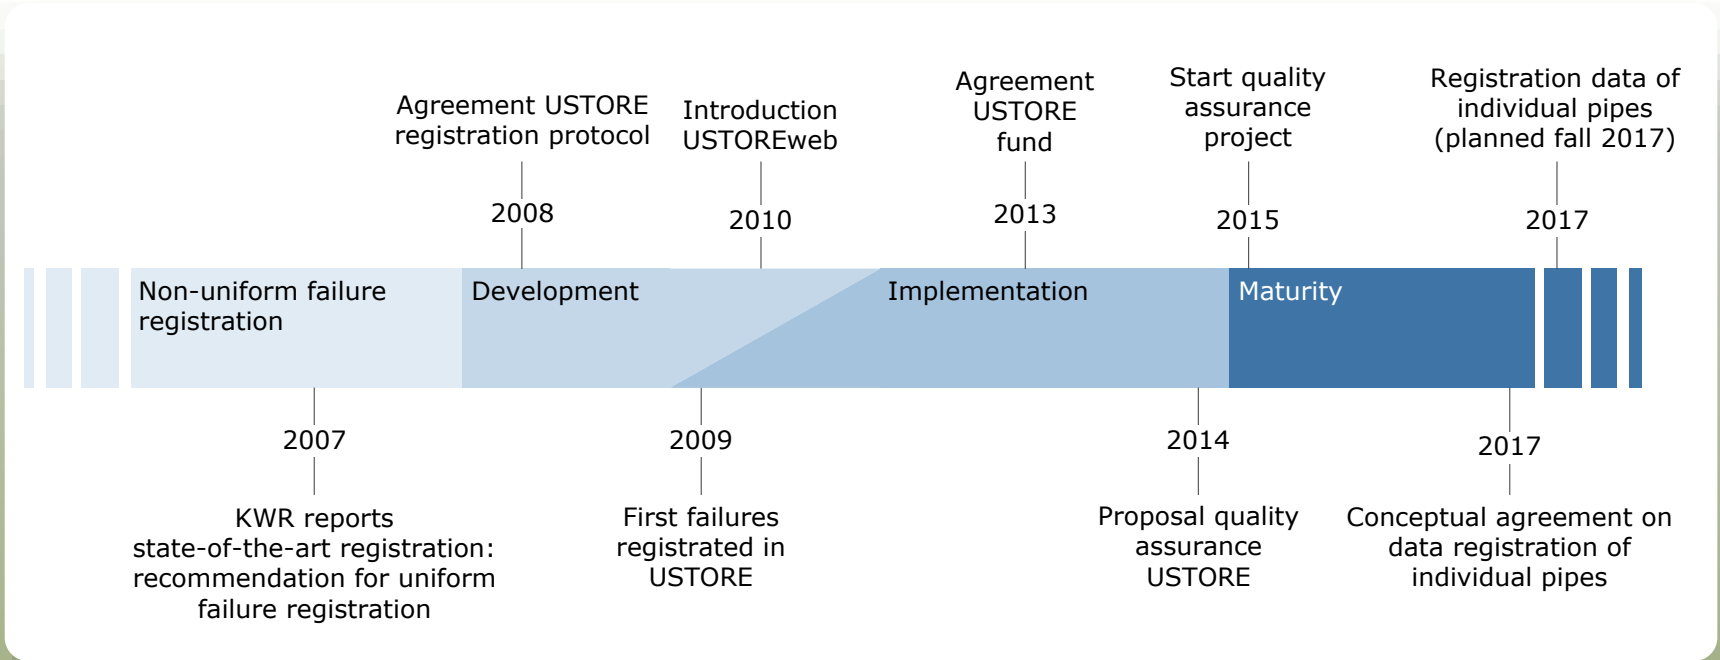 Agreement USTORE
registration protocol
2008
Introduction
USTOREweb
2010
Agreement
USTORE
fund
2013
Start quality
assurance
project
2015
Registration data of
individual pipes
(planned fall 2017)
2017
Non-uniform failure
registration
Development
Implementation
Maturity
2007
KWR reports
state-of-the-art registration:
recommendation for uniform
failure registration
2009
First failures
registrated in
USTORE
2014
Proposal quality
assurance
USTORE
2017
Conceptual agreement on
data registration of
individual pipes